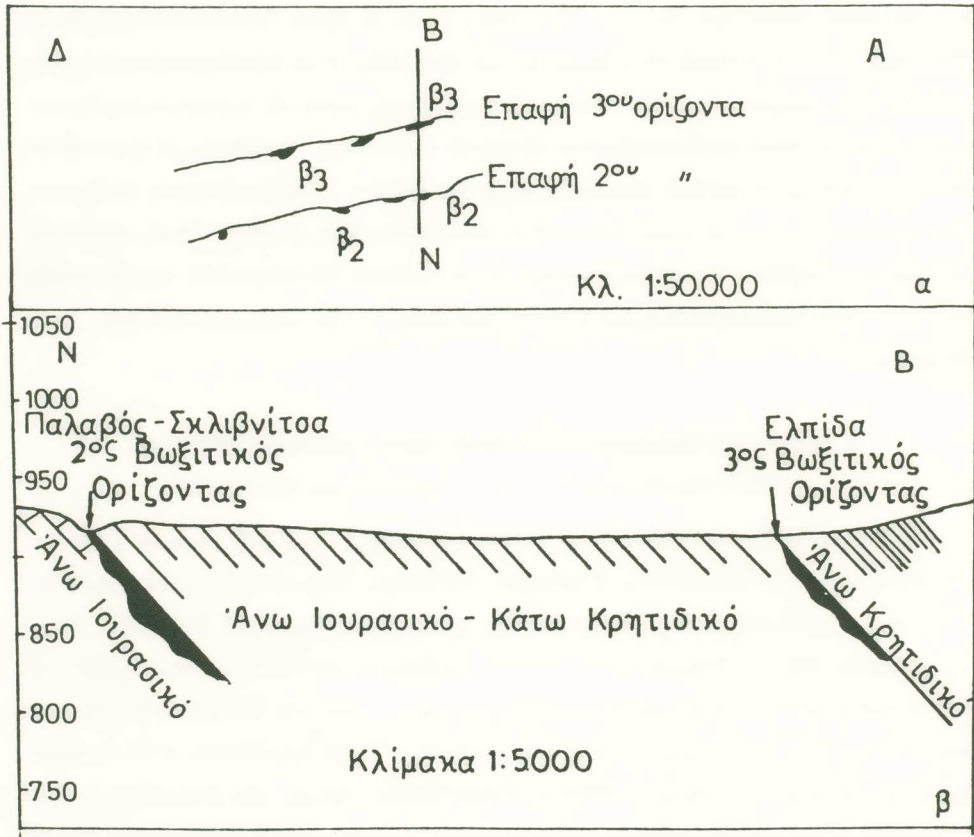 Δ
Β
Α
β3
Επαφή 3ου ορίζοντα
β3
Επαφή 2ου "
β2
β2
Ν
Κλ. 1:50.000
α
1050
Ν
Β
1000
Παλαβός-Σκλιβνίτσα
2ος Βωξιτικός
Ορίζοντας
Ελπίδα
3ος Βωξιτικός
Ορίζοντας
950
Άνω Ιουρασικό
Άνω Ιουρασικό - Κάτω Κρητιδικό
Άνω Κρητιδικό
850
800
Κλίμακα 1:5000
750
β